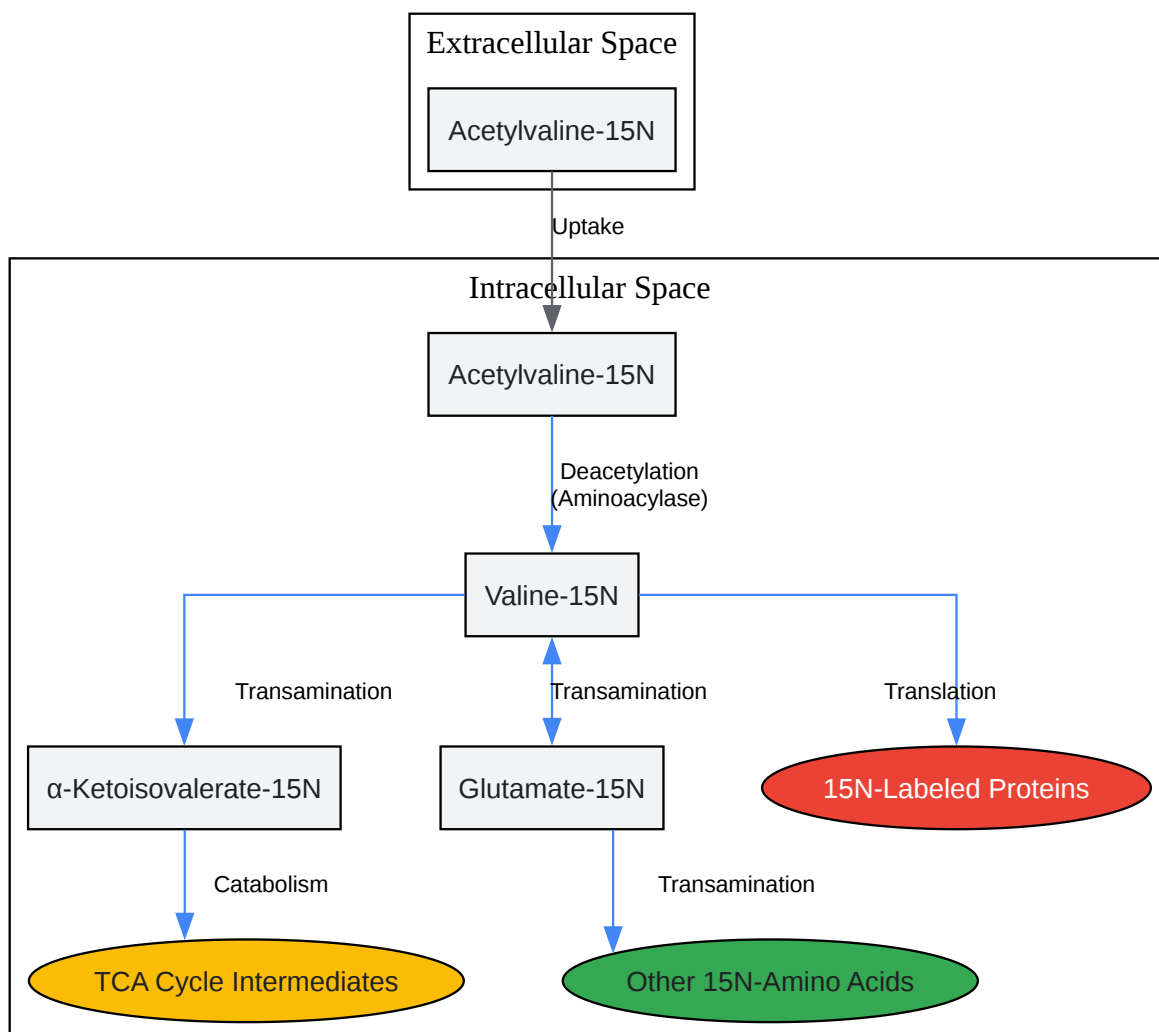 Extracellular Space
Acetylvaline-15N
Uptake
Intracellular Space
Acetylvaline-15N
Deacetylation
(Aminoacylase)
Valine-15N
Transamination
Transamination
Translation
α-Ketoisovalerate-15N
Glutamate-15N
15N-Labeled Proteins
Catabolism
Transamination
TCA Cycle Intermediates
Other 15N-Amino Acids